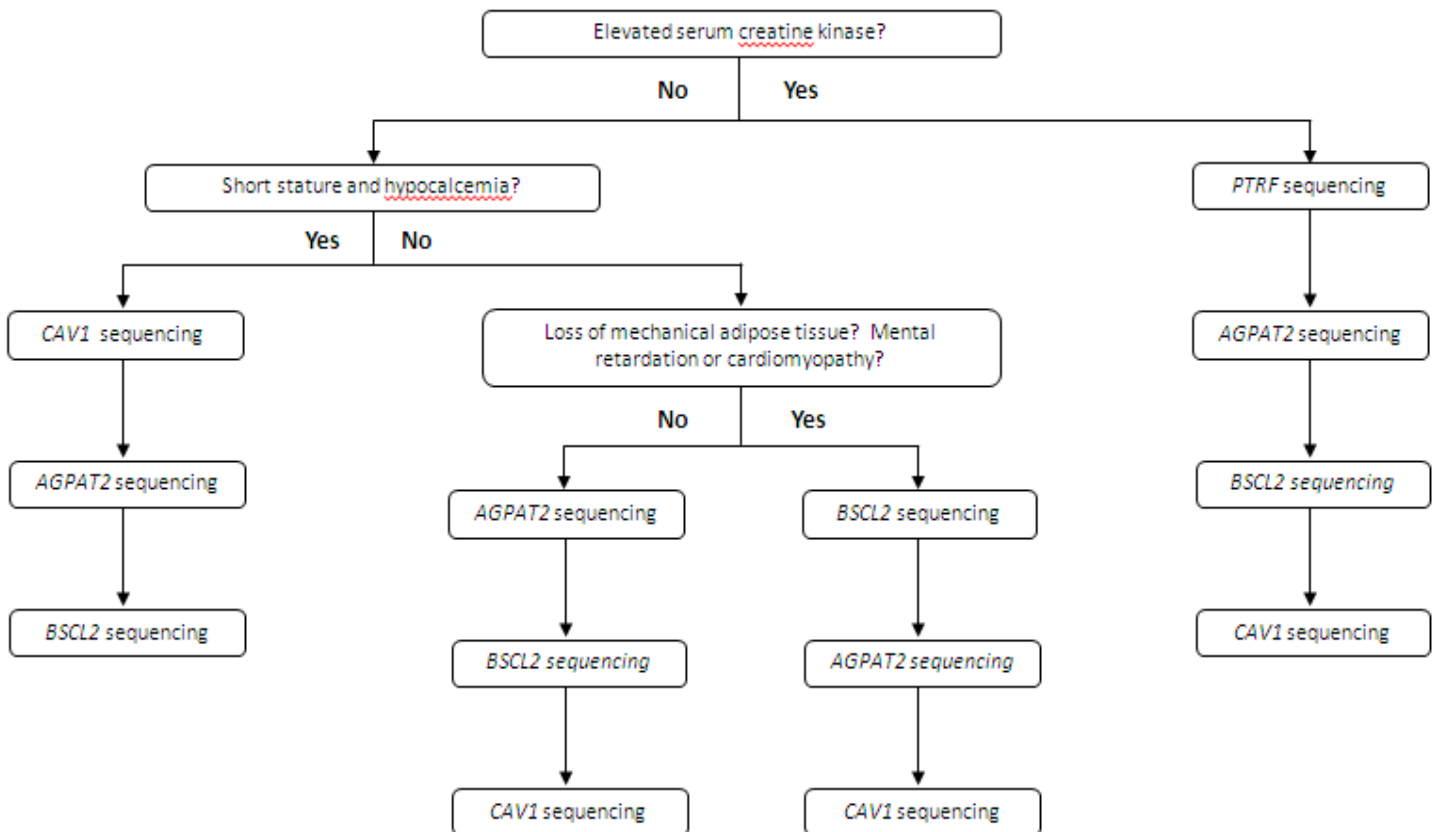 Elevated serum creatine kinase?
No
Yes
Short stature and hypocalcemia?
PTRF sequencing
Yes
No
CAV1 sequencing
Loss of mechanical adipose tissue? Mental
retardation or cardiomyopathy?
AGPAT2 sequencing
No
Yes
AGPAT2 sequencing
BSCL2 sequencing
AGPAT2 sequencing
BSCL2 sequencing
BSCL2 sequencing
CAV1 sequencing
BSCL2 sequencing
AGPAT2 sequencing
CAV1 sequencing
CAV1 sequencing